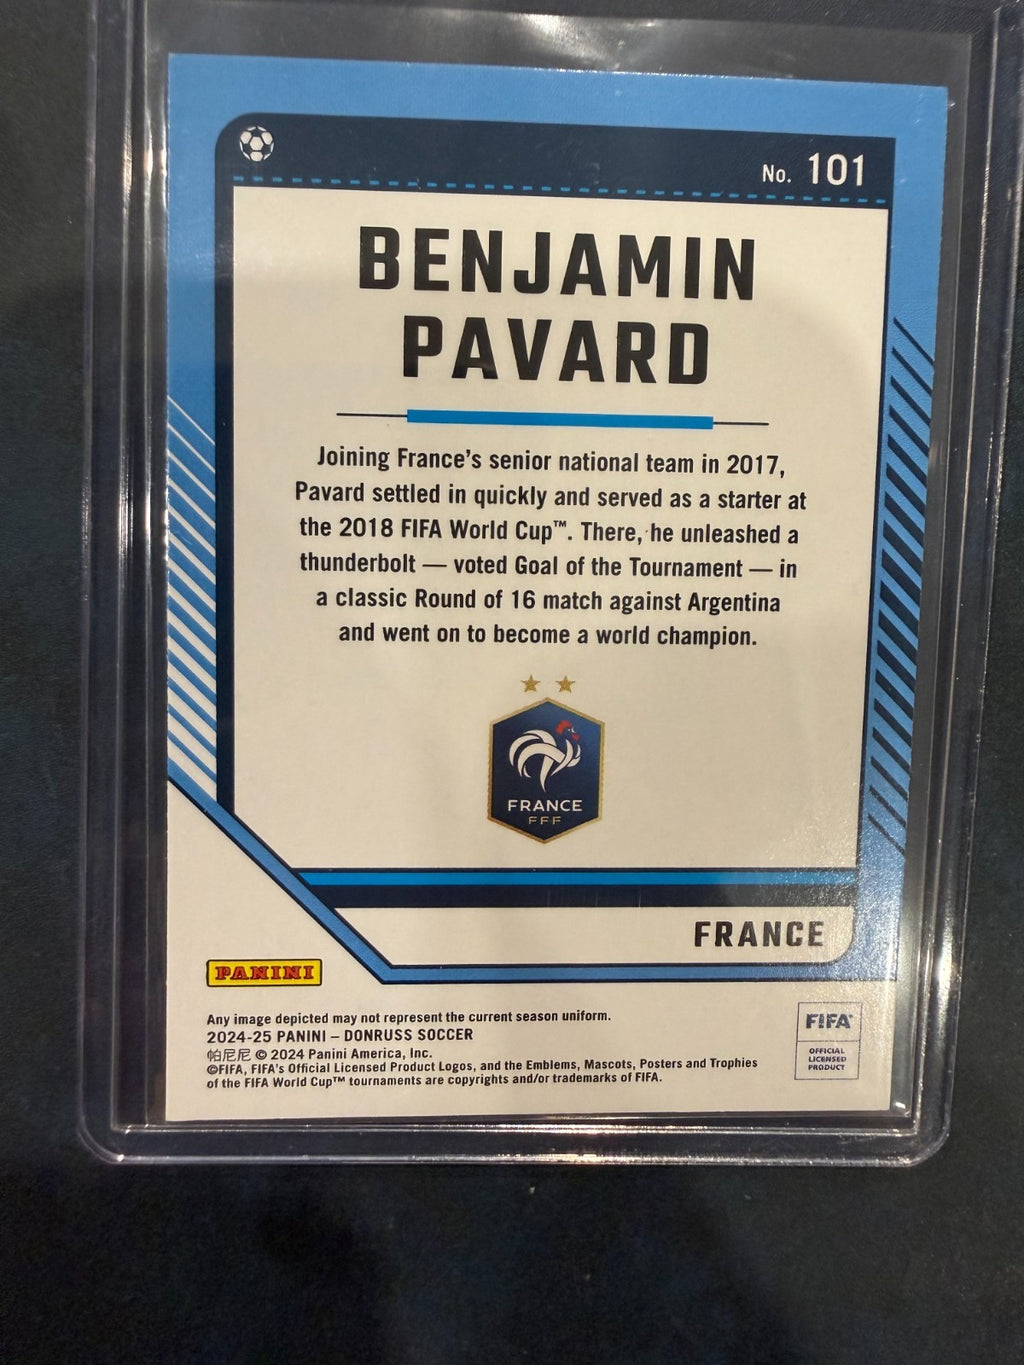 No. 101
BENJAMIN
PAVARD
Joining France's senior national team in 2017,
Pavard settled in quickly and served as a starter at
the 2018 FIFA World Cup™. There, he unleashed a
thunderbolt — voted Goal of the Tournament — in
a classic Round of 16 match against Argentina
and went on to become a world champion.
FRANCE
FFF
FRANCE
PANINI
Any image depicted may not represent the current season uniform.
2024-25 PANINI – DONRUSS SOCCER
帕尼尼 © 2024 Panini America, Inc.
©FIFA, FIFA's Official Licensed Product Logos, and the Emblems, Mascots, Posters and Trophies
of the FIFA World Cup™ tournaments are copyrights and/or trademarks of FIFA.
FIFA
OFFICIAL
LICENSED
PRODUCT